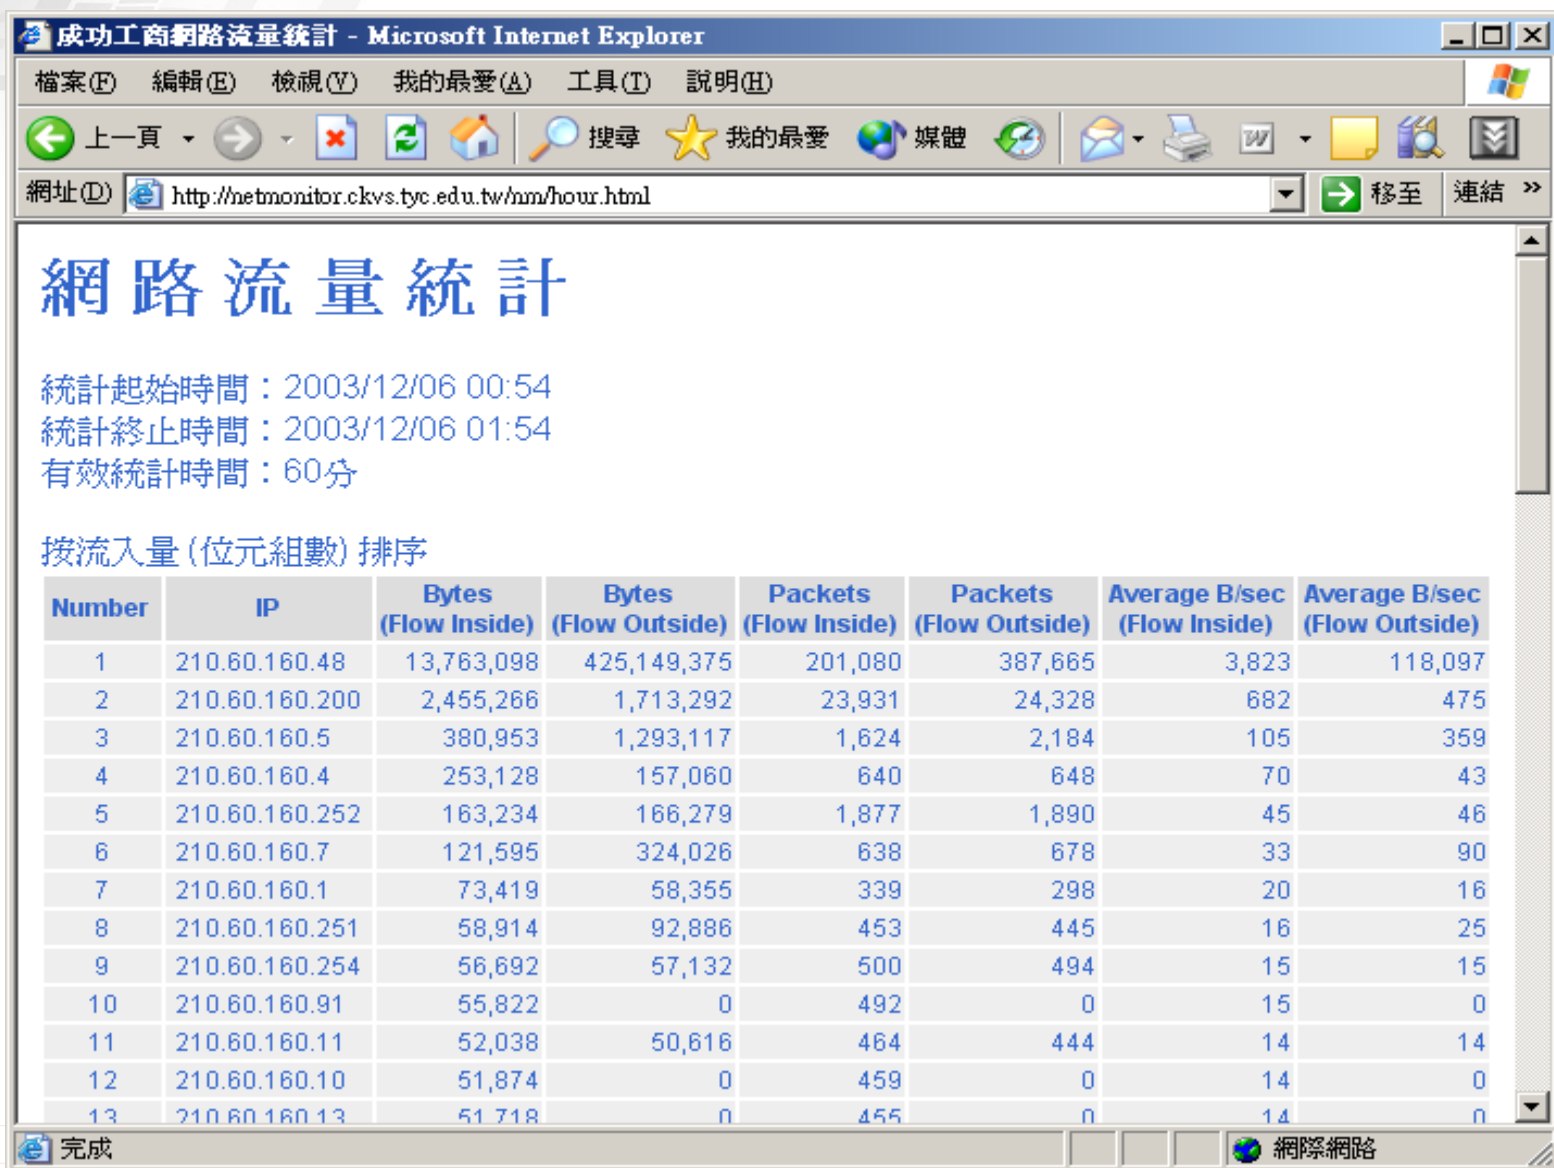 成功工商網路流量統計 - Microsoft Internet Explorer
檔案(F) 編輯(E) 檢視(V) 我的最愛(A) 工具(T) 說明(H)
上一頁 搜尋 我的最愛 媒體
網址(D) http://netmonitor.ckvs.tyc.edu.tw/nm/hour.html 移至 連結 »
網路流量統計
統計起始時間：2003/12/06 00:54
統計終止時間：2003/12/06 01:54
有效統計時間：60分
按流入量 (位元組數) 排序
Number IP Bytes (Flow Inside) Bytes (Flow Outside) Packets (Flow Inside) Packets (Flow Outside) Average B/sec (Flow Inside) Average B/sec (Flow Outside)
1 210.60.160.48 13,763,098 425,149,375 201,080 387,665 3,823 118,097
2 210.60.160.200 2,455,266 1,713,292 23,931 24,328 682 475
3 210.60.160.5 380,953 1,293,117 1,624 2,184 105 359
4 210.60.160.4 253,128 157,060 640 648 70 43
5 210.60.160.252 163,234 166,279 1,877 1,890 45 46
6 210.60.160.7 121,595 324,026 638 678 33 90
7 210.60.160.1 73,419 58,355 339 298 20 16
8 210.60.160.251 58,914 92,886 453 445 16 25
9 210.60.160.254 56,692 57,132 500 494 15 15
10 210.60.160.91 55,822 0 492 0 15 0
11 210.60.160.11 52,038 50,616 464 444 14 14
12 210.60.160.10 51,874 0 459 0 14 0
13 210.60.160.13 51,718 0 455 0 14 0
完成 網際網路